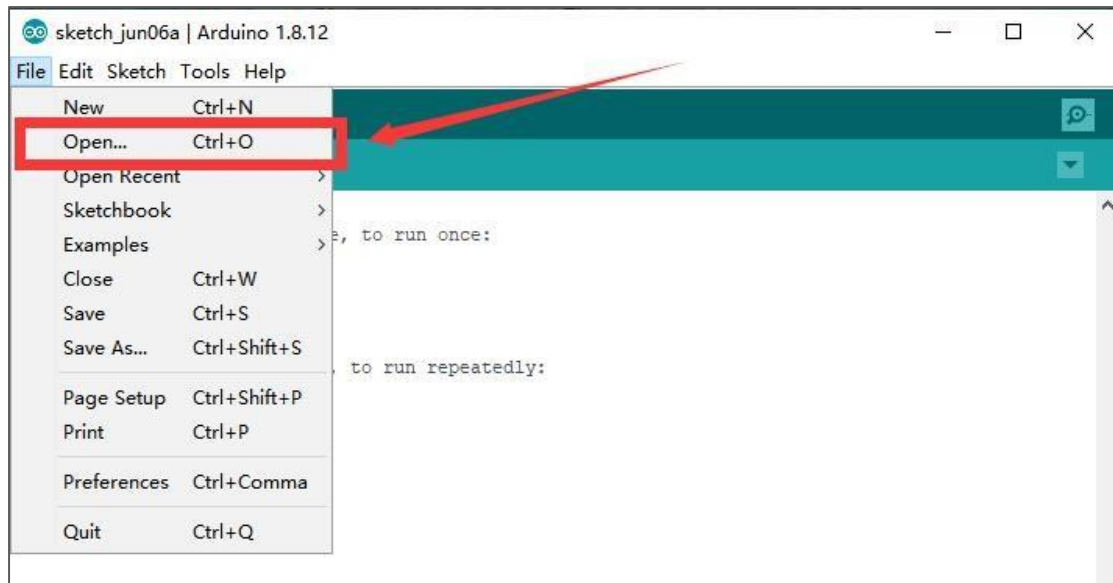 sketch_jun06a | Arduino 1.8.12
File Edit Sketch Tools Help
New Ctrl+N
Open... Ctrl+O
Open Recent
Sketchbook
Examples
Close Ctrl+W
Save Ctrl+S
Save As... Ctrl+Shift+S
Page Setup Ctrl+Shift+P
Print Ctrl+P
Preferences Ctrl+Comma
Quit Ctrl+Q
, to run once:
, to run repeatedly: